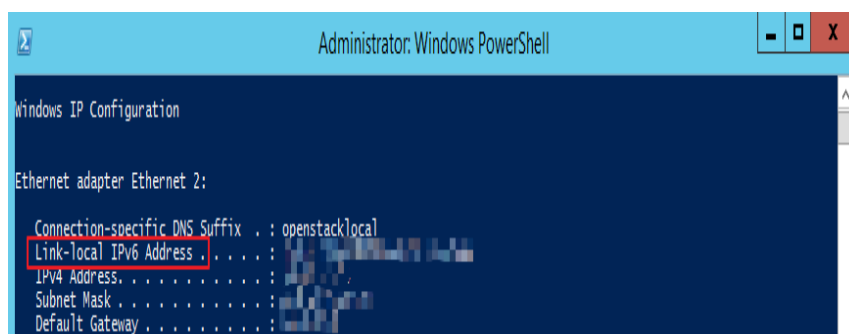 Administrator: Windows PowerShell
Windows IP Configuration
Ethernet adapter Ethernet 2:
Connection-specific DNS Suffix . : openstacklocal
Link-local IPv6 Address . . . . . :
IPv4 Address. . . . . . . . . . . :
Subnet Mask . . . . . . . . . . . :
Default Gateway . . . . . . . . . :